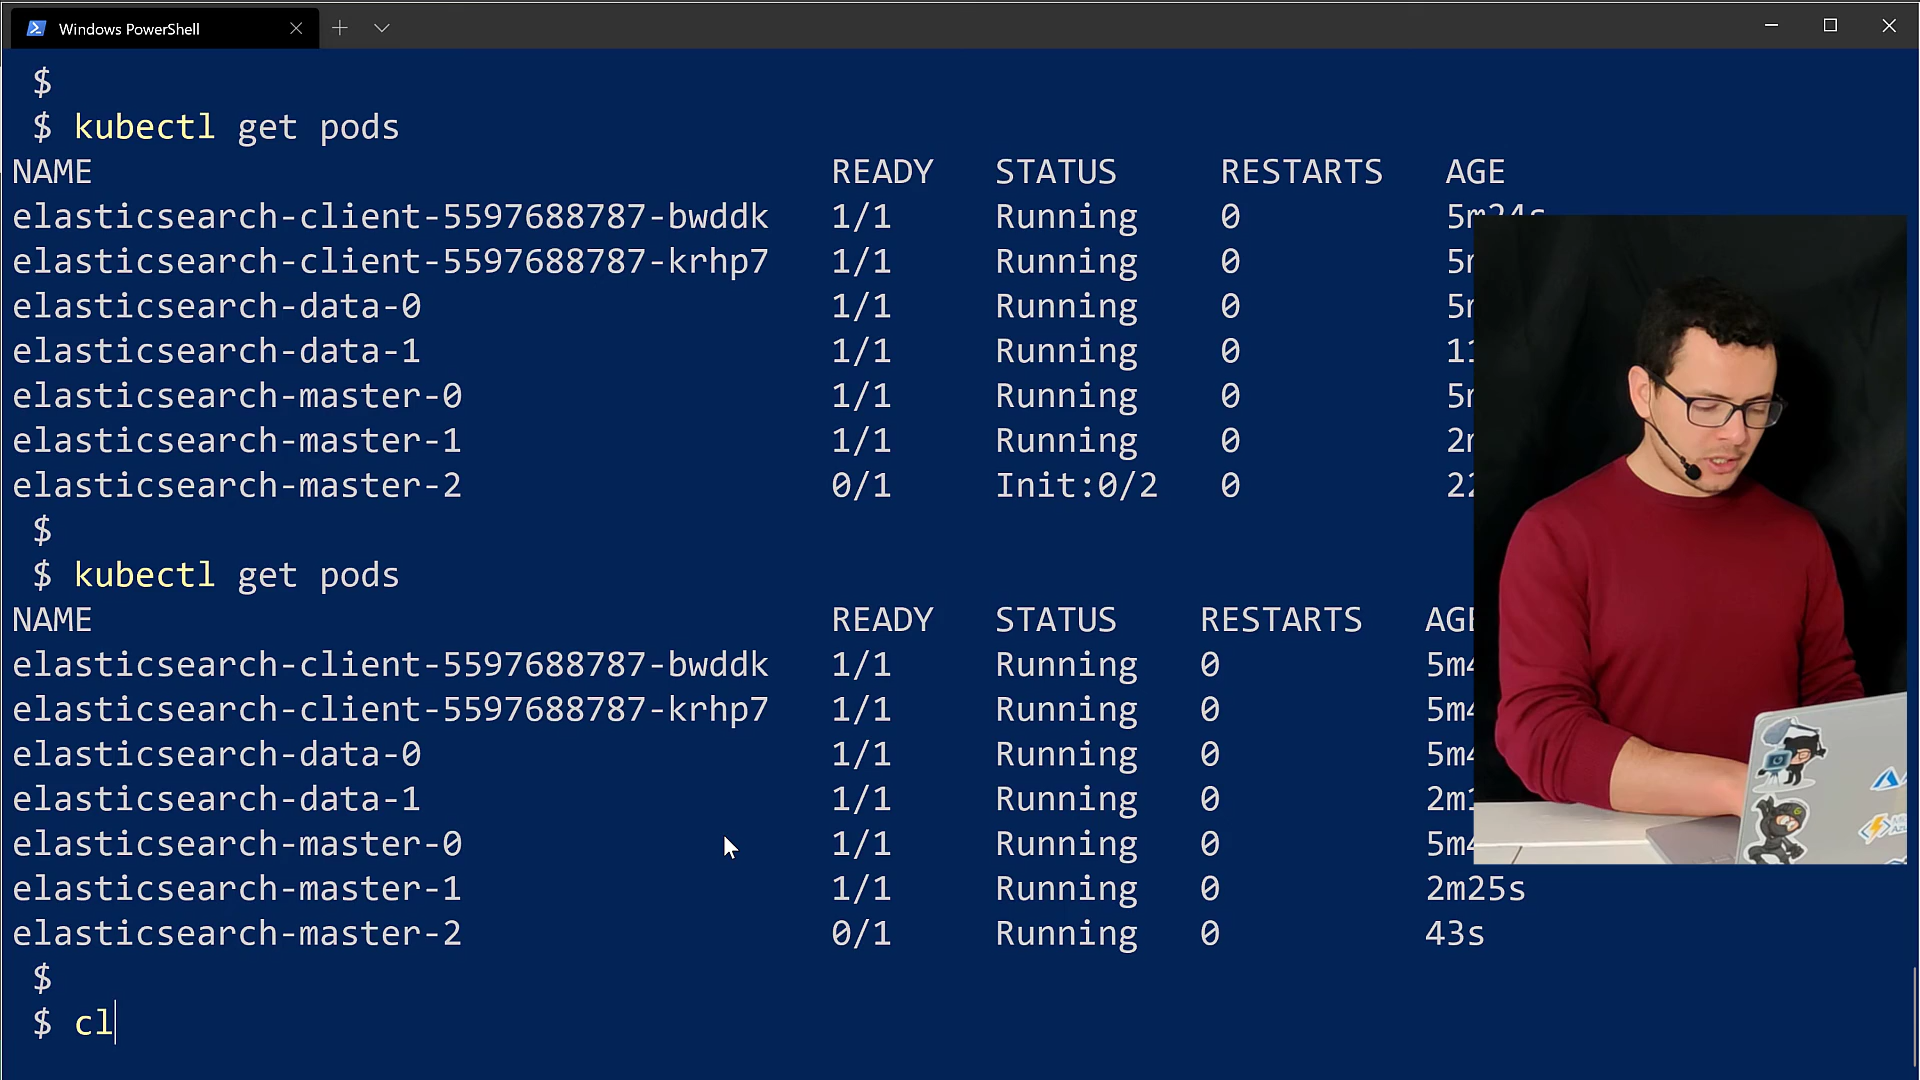 Windows PowerShell
$
$ kubectl get pods
NAME READY STATUS RESTARTS AGE
elasticsearch-client-5597688787-bwddk 1/1 Running 0 5m24s
elasticsearch-client-5597688787-krhp7 1/1 Running 0
elasticsearch-data-0 1/1 Running 0
elasticsearch-data-1 1/1 Running 0
elasticsearch-master-0 1/1 Running 0
elasticsearch-master-1 1/1 Running 0
elasticsearch-master-2 0/1 Init:0/2 0
$
$ kubectl get pods
NAME READY STATUS RESTARTS AGE
elasticsearch-client-5597688787-bwddk 1/1 Running 0
elasticsearch-client-5597688787-krhp7 1/1 Running 0
elasticsearch-data-0 1/1 Running 0
elasticsearch-data-1 1/1 Running 0
elasticsearch-master-0 1/1 Running 0
elasticsearch-master-1 1/1 Running 0 2m25s
elasticsearch-master-2 0/1 Running 0 43s
$
$ cl